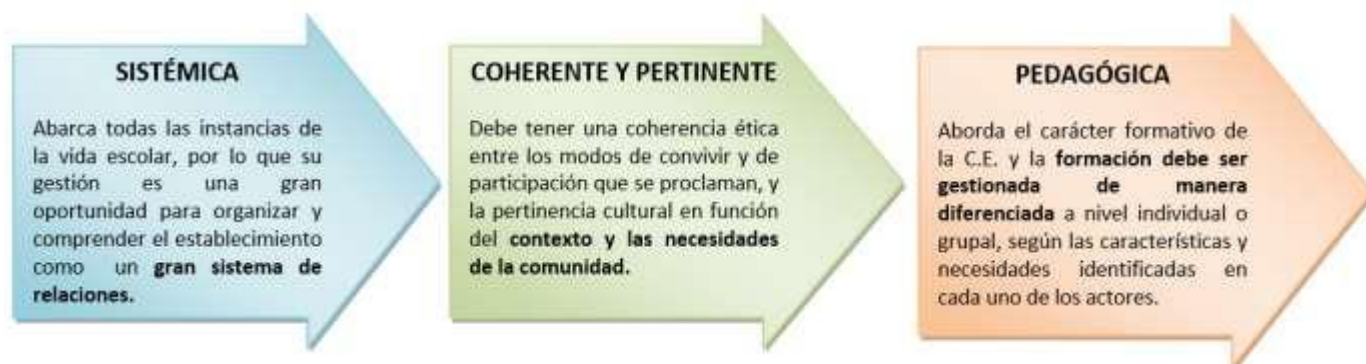 SISTÉMICA
Abarca todas las instancias de
la vida escolar, por lo que su
gestión es una gran
oportunidad para organizar y
comprender el establecimiento
como un gran sistema de
relaciones.
COHERENTE Y PERTINENTE
Debe tener una coherencia ética
entre los modos de convivir y de
participación que se proclaman, y
la pertinencia cultural en función
del contexto y las necesidades
de la comunidad.
PEDAGÓGICA
Aborda el carácter formativo de
la C.E. y la formación debe ser
gestionada de manera
diferenciada a nivel individual o
grupal, según las características y
necesidades identificadas en
cada uno de los actores.